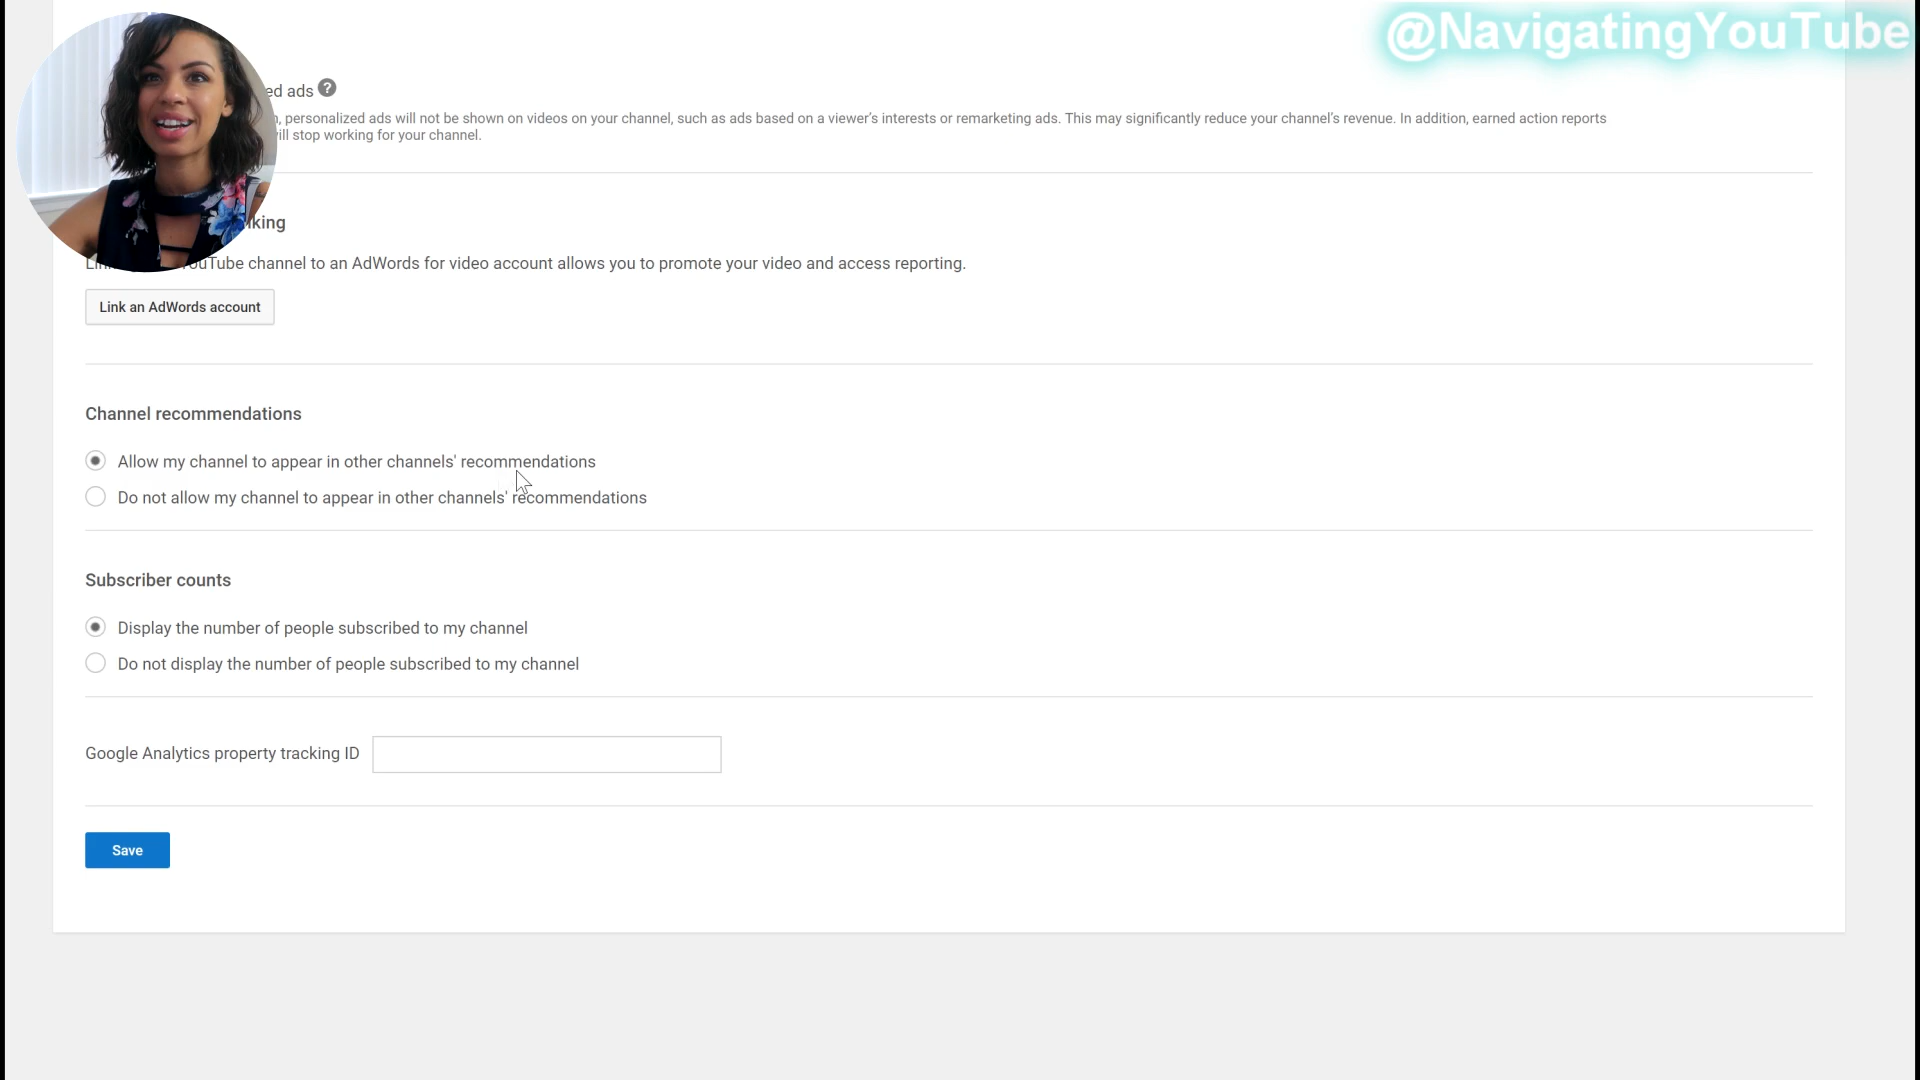 @NavigatingYouTube
ed ads ?
, personalized ads will not be shown on videos on your channel, such as ads based on a viewer's interests or remarketing ads. This may significantly reduce your channel's revenue. In addition, earned action reports
ill stop working for your channel.
king
YouTube channel to an AdWords for video account allows you to promote your video and access reporting.
Link an AdWords account
Channel recommendations
Allow my channel to appear in other channels' recommendations
Do not allow my channel to appear in other channels' recommendations
Subscriber counts
Display the number of people subscribed to my channel
Do not display the number of people subscribed to my channel
Google Analytics property tracking ID
Save